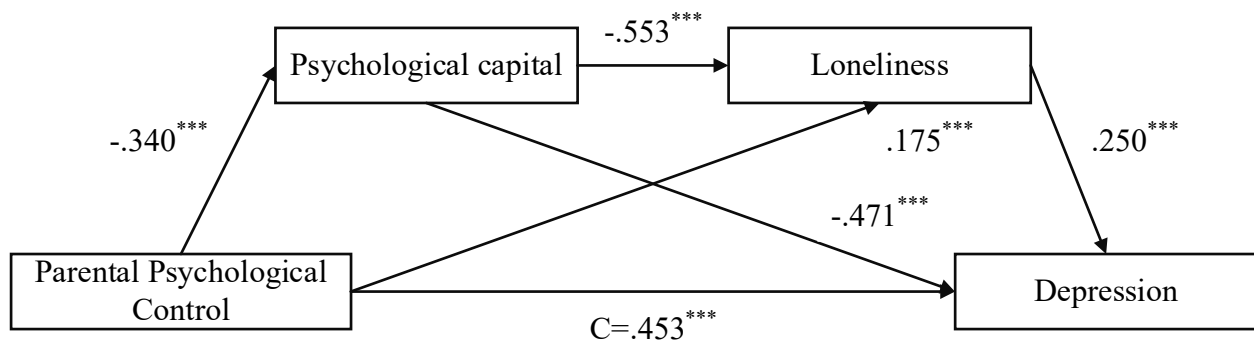 -.553***
Psychological capital
Loneliness
-.340***
.175***
.250***
-.471***
Parental Psychological
Control
Depression
C=.453***